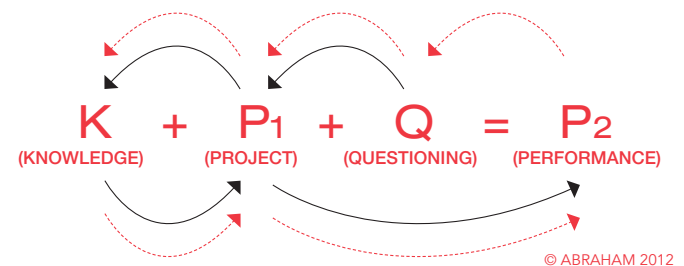 K + P1 + Q = P2
(KNOWLEDGE) (PROJECT) (QUESTIONING) (PERFORMANCE)
© ABRAHAM 2012